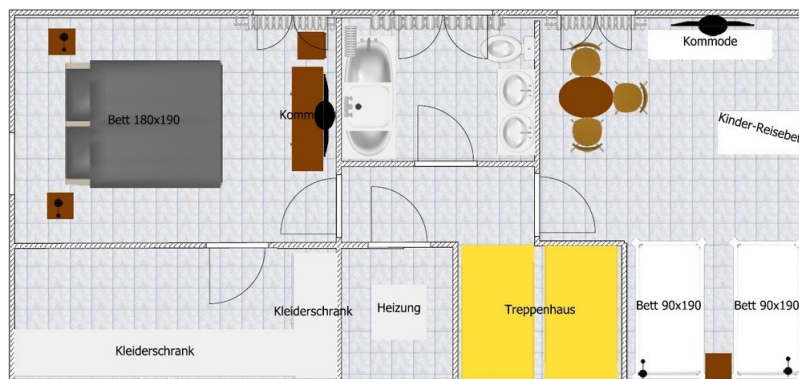 Kommode
Bett 180x190
Komm
Kinder-Reisebet
Kleiderschrank
Heizung
Treppenhaus
Bett 90x190
Bett 90x190
Kleiderschrank